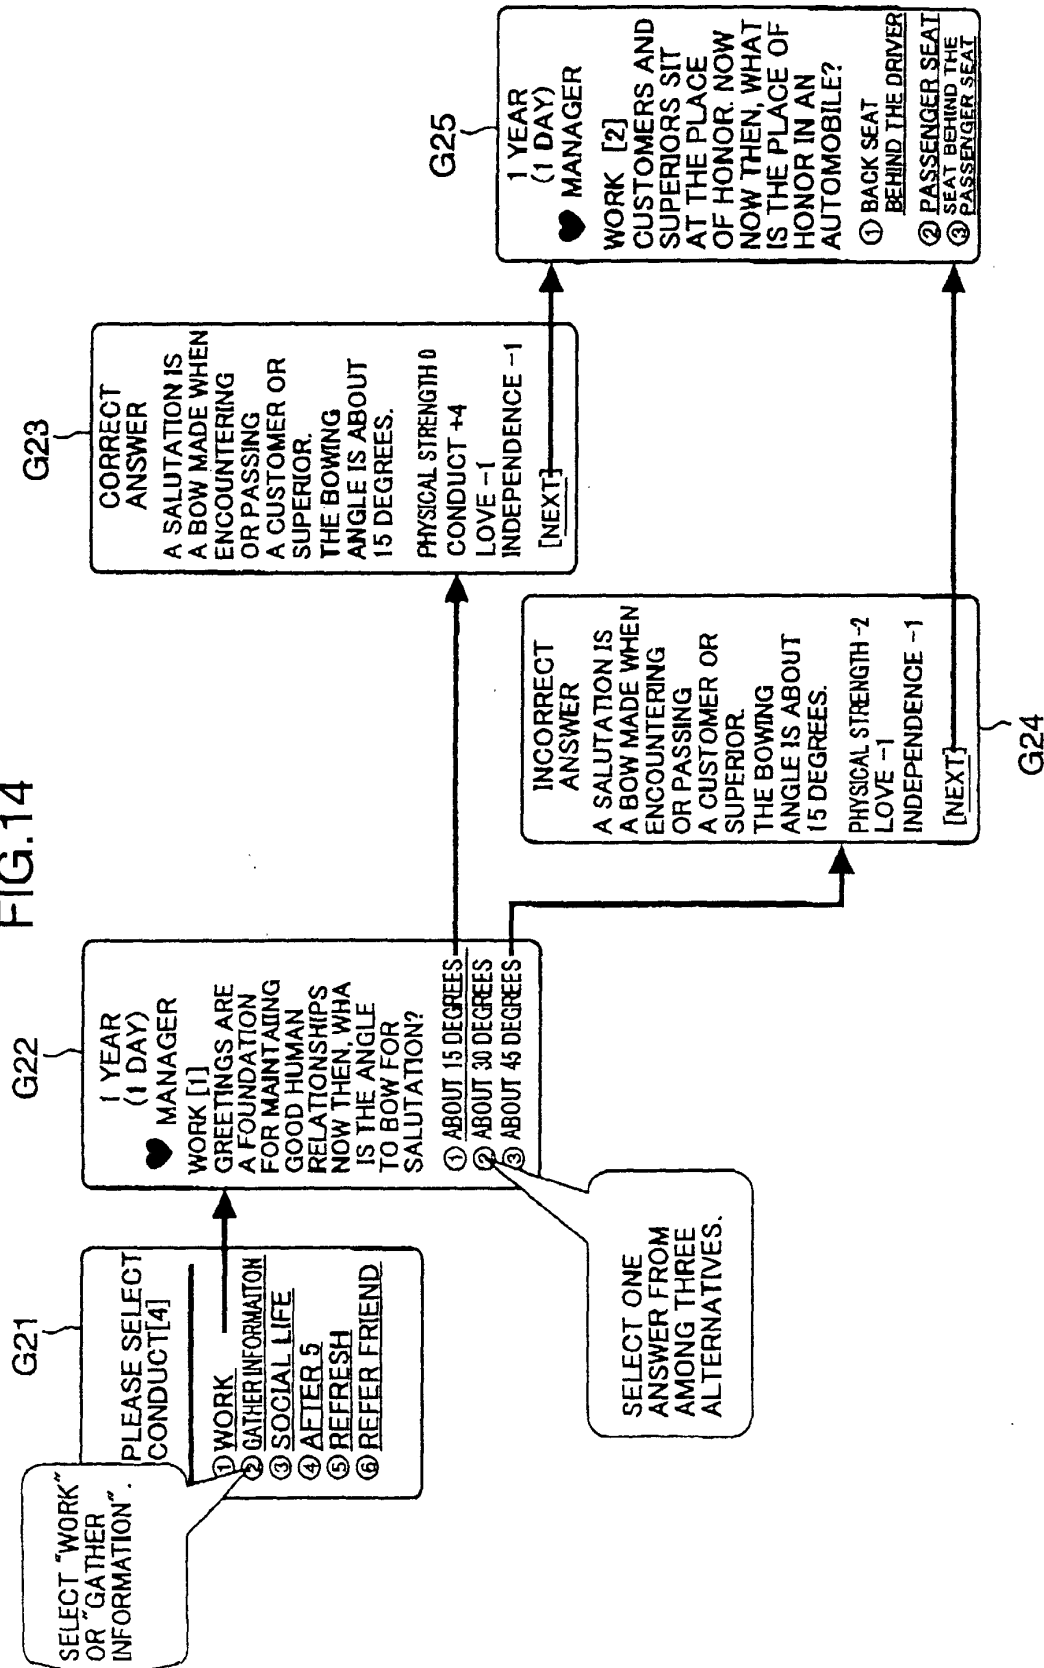 FIG.14
G21
PLEASE SELECT
CONDUCT[4]
① WORK
② GATHER INFORMAITON
③ SOCIAL LIFE
④ AFTER 5
⑤ REFRESH
⑥ REFER FRIEND
SELECT "WORK"
OR "GATHER
INFORMATION".
G22
1 YEAR
(1 DAY)
♥ MANAGER
WORK [1]
GREETINGS ARE
A FOUNDATION
FOR MAINTAIING
GOOD HUMAN
RELATIONSHIPS
NOW THEN, WHA
IS THE ANGLE
TO BOW FOR
SALUTATION?
① ABOUT 15 DEGREES
② ABOUT 30 DEGREES
③ ABOUT 45 DEGREES
SELECT ONE
ANSWER FROM
AMONG THREE
ALTERNATIVES.
G23
CORRECT
ANSWER
A SALUTATION IS
A BOW MADE WHEN
ENCOUNTERING
OR PASSING
A CUSTOMER OR
SUPERIOR.
THE BOWING
ANGLE IS ABOUT
15 DEGREES.
PHYSICAL STRENGTH 0
CONDUCT +4
LOVE -1
INDEPENDENCE -1
[NEXT]
G24
INCORRECT
ANSWER
A SALUTATION IS
A BOW MADE WHEN
ENCOUNTERING
OR PASSING
A CUSTOMER OR
SUPERIOR.
THE BOWING
ANGLE IS ABOUT
15 DEGREES.
PHYSICAL STRENGTH -2
LOVE -1
INDEPENDENCE -1
[NEXT]
G25
1 YEAR
(1 DAY)
♥ MANAGER
WORK [2]
CUSTOMERS AND
SUPERIORS SIT
AT THE PLACE
OF HONOR. NOW
NOW THEN, WHAT
IS THE PLACE OF
HONOR IN AN
AUTOMOBILE?
① BACK SEAT
BEHIND THE DRIVER
② PASSENGER SEAT
③ SEAT BEHIND THE
PASSENGER SEAT